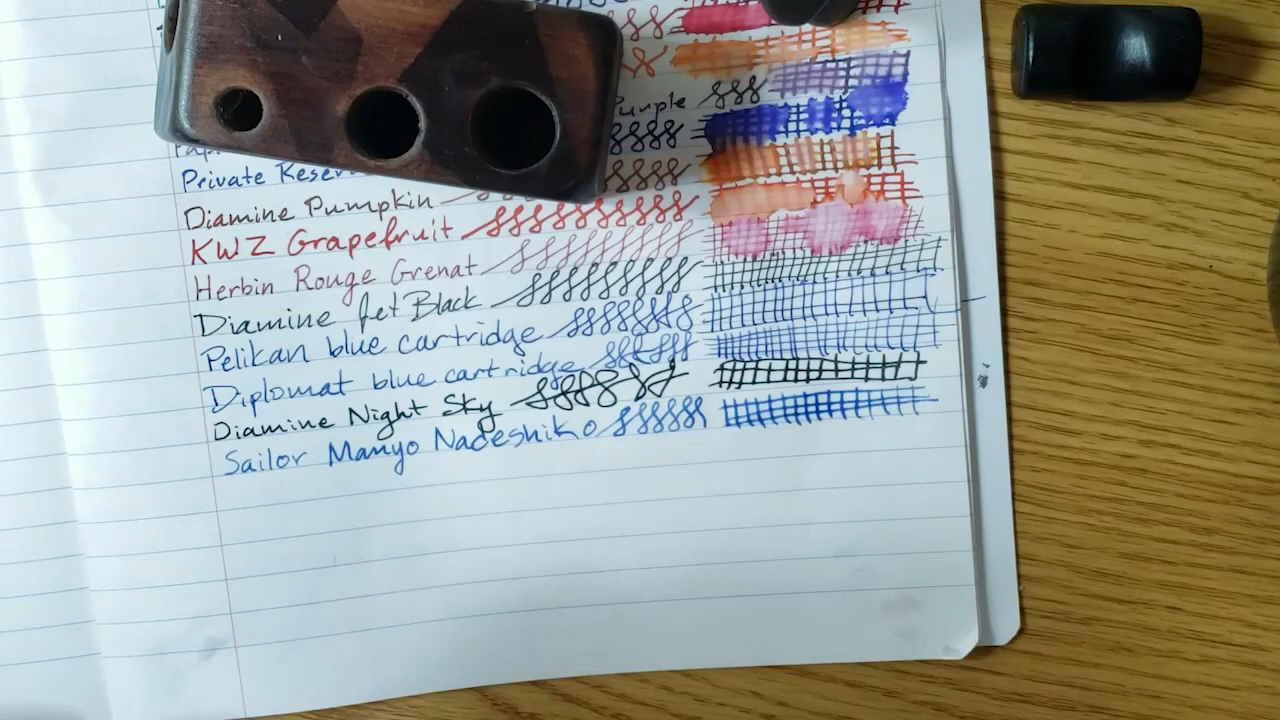 Purple
Private Reser
Diamine Pumpkin
KWZ Grapefruit
Herbin Rouge Grenat
Diamine Jet Black
Pelikan blue cartridge
Diplomat blue cartridge
Diamine Night Sky
Sailor Manyo Nadeshiko